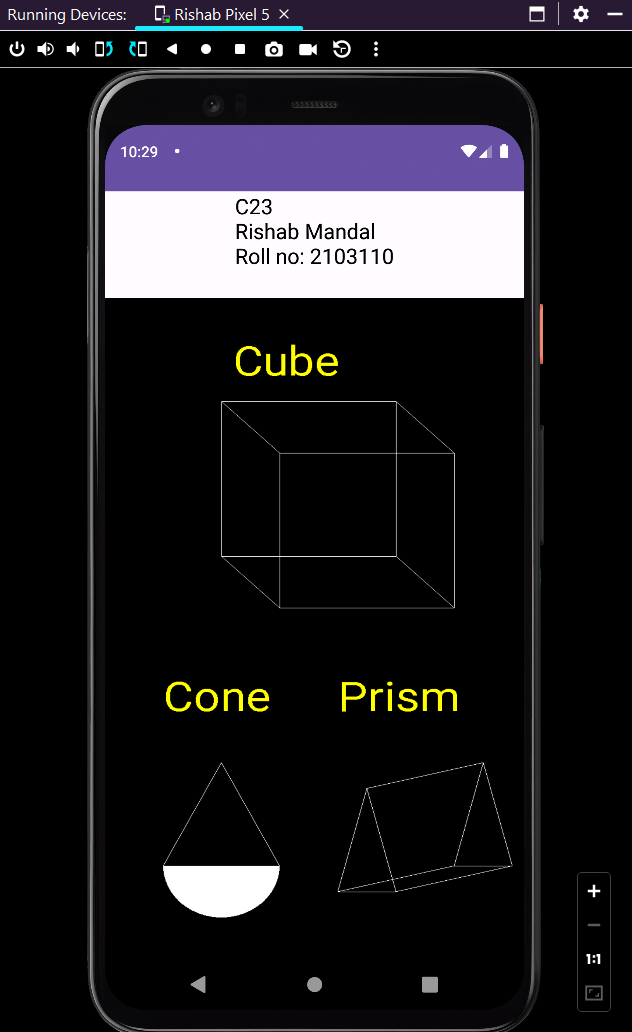 Running Devices:
Rishab Pixel 5
10:29
C23
Rishab Mandal
Roll no: 2103110
Cube
Cone
Prism
1:1